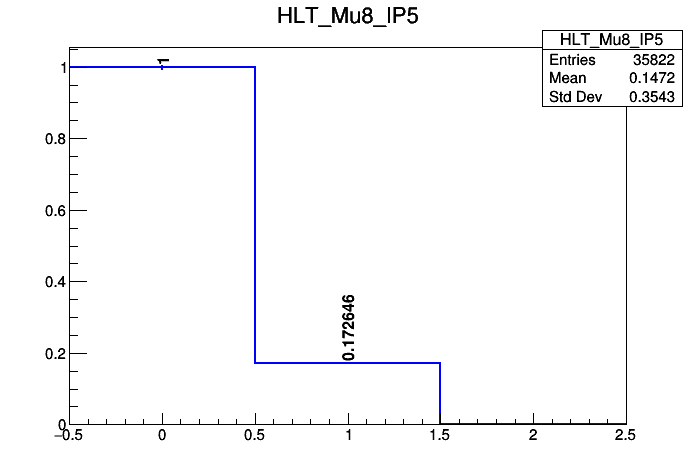 HLT_Mu8_IP5
HLT_Mu8_IP5
Entries 35822
Mean 0.1472
Std Dev 0.3543
1
0.8
0.6
0.4
0.2
0
1
0.172646
−0.5 0 0.5 1 1.5 2 2.5